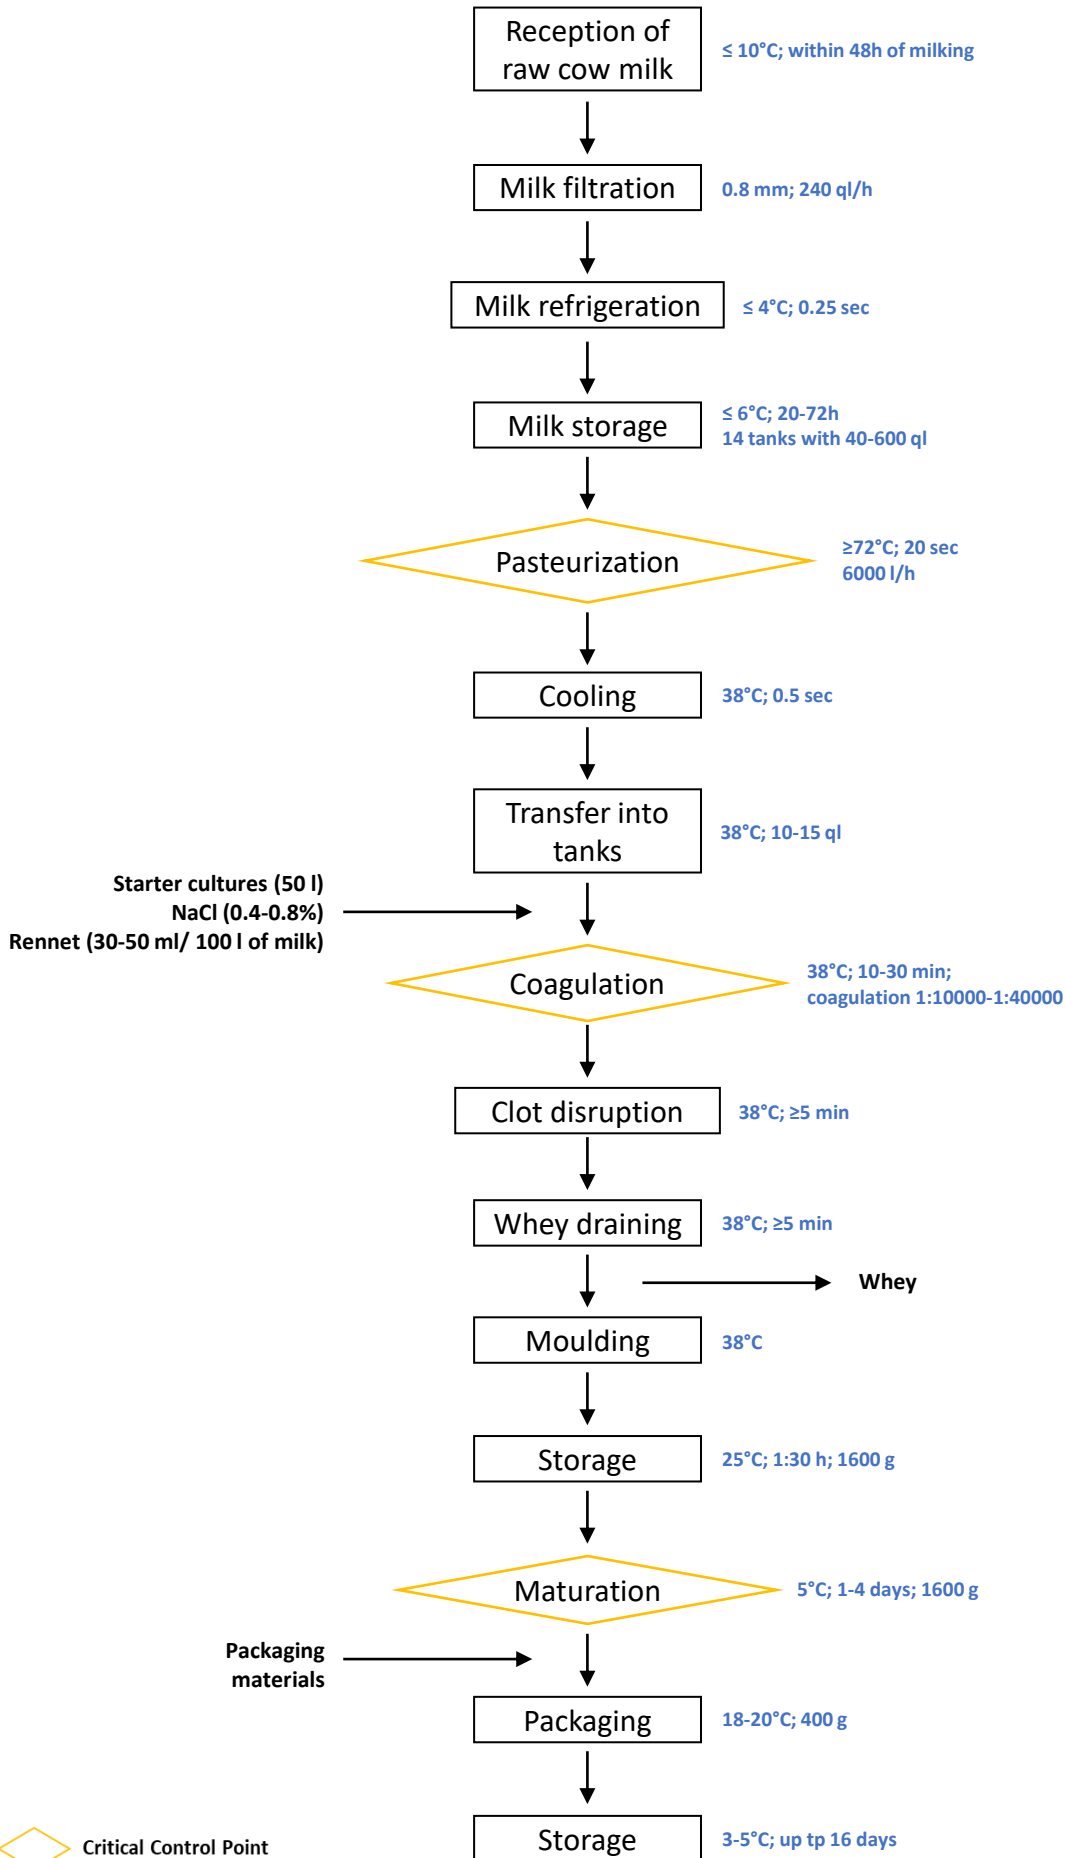 Reception of
raw cow milk
≤ 10°C; within 48h of milking
Milk filtration
0.8 mm; 240 ql/h
Milk refrigeration
≤ 4°C; 0.25 sec
Milk storage
≤ 6°C; 20-72h
14 tanks with 40-600 ql
Pasteurization
≥72°C; 20 sec
6000 l/h
Cooling
38°C; 0.5 sec
Transfer into
tanks
38°C; 10-15 ql
Starter cultures (50 l)
NaCl (0.4-0.8%)
Rennet (30-50 ml/ 100 l of milk)
Coagulation
38°C; 10-30 min;
coagulation 1:10000-1:40000
Clot disruption
38°C; ≥5 min
Whey draining
38°C; ≥5 min
Whey
Moulding
38°C
Storage
25°C; 1:30 h; 1600 g
Maturation
5°C; 1-4 days; 1600 g
Packaging
materials
Packaging
18-20°C; 400 g
Storage
3-5°C; up tp 16 days
Critical Control Point